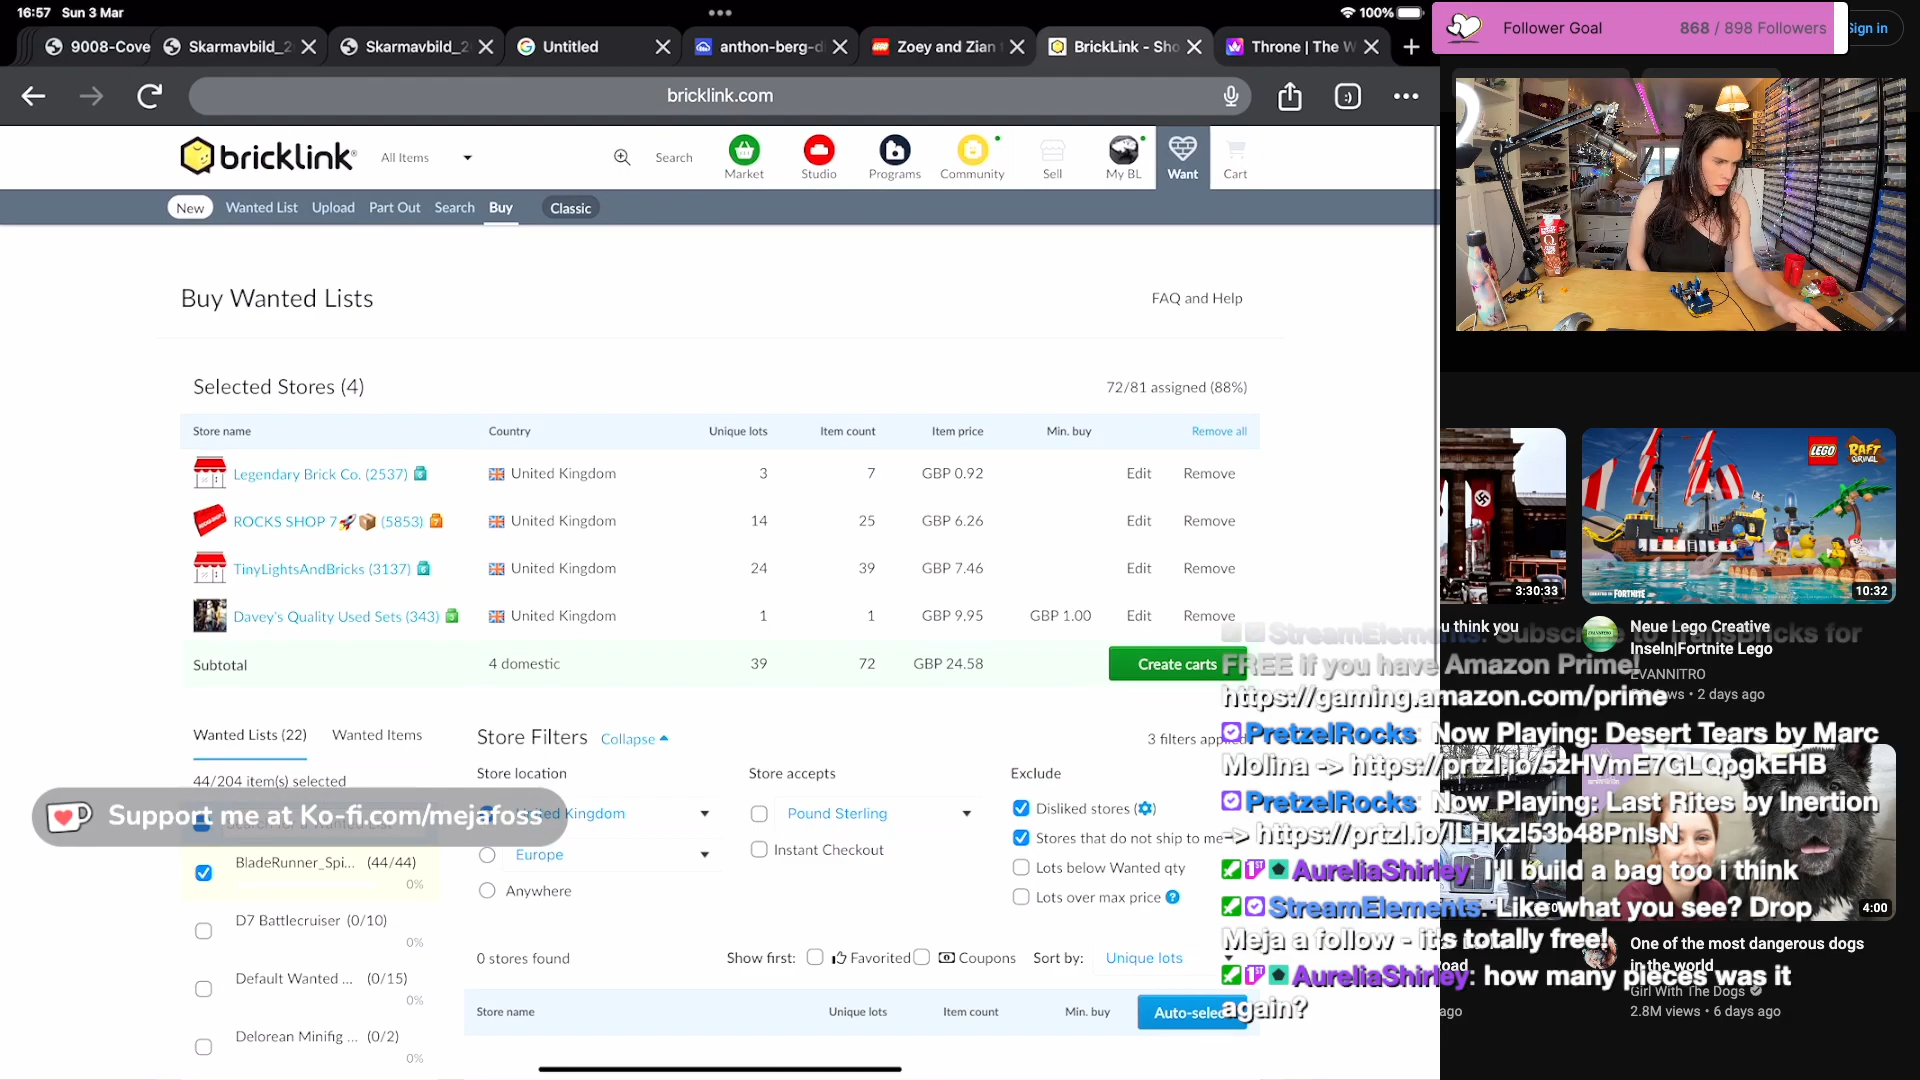 16:57 Sun 3 Mar
100%
9008-Cove
Skarmavbild_2
Skarmavbild_2
Untitled
anthon-berg-d
Zoey and Zian
BrickLink - Sho
Throne | The W
bricklink.com
bricklink
All Items
Search
Market
Studio
Programs
Community
Sell
My BL
Want
Cart
New
Wanted List
Upload
Part Out
Search
Buy
Classic
Buy Wanted Lists
FAQ and Help
Selected Stores (4)
72/81 assigned (88%)
Store name Country Unique lots Item count Item price Min. buy Remove all
Legendary Brick Co. (2537) United Kingdom 3 7 GBP 0.92 Edit Remove
ROCKS SHOP 7🚀📦 (5853) United Kingdom 14 25 GBP 6.26 Edit Remove
TinyLightsAndBricks (3137) United Kingdom 24 39 GBP 7.46 Edit Remove
Davey's Quality Used Sets (343) United Kingdom 1 1 GBP 9.95 GBP 1.00 Edit Remove
Subtotal 4 domestic 39 72 GBP 24.58 Create carts
Wanted Lists (22)
Wanted Items
44/204 item(s) selected
Support me at Ko-fi.com/mejafoss
BladeRunner_Spi... (44/44)
0%
D7 Battlecruiser (0/10)
0%
Default Wanted ... (0/15)
0%
Delorean Minifig ... (0/2)
0%
Store Filters Collapse
3 filters
Store location
Kingdom
Europe
Anywhere
Store accepts
Pound Sterling
Instant Checkout
Exclude
Disliked stores
Stores that do not ship to me
Lots below Wanted qty
Lots over max price
0 stores found
Show first: Favorited Coupons Sort by: Unique lots
Store name Unique lots Item count Min. buy
Follower Goal 868 / 898 Followers
Sign in
3:30:33
LEGO
RAFT
SURVIVAL
FORTNITE
10:32
u think you
Neue Lego Creative
Inseln|Fortnite Lego
EVANNITRO
2 days ago
StreamElements: Subscribe to TransBricks for
FREE if you have Amazon Prime!
https://gaming.amazon.com/prime
PretzelRocks: Now Playing: Desert Tears by Marc
Molina -> https://prtzl.io/5zHVmE7GLQpgkEHB
PretzelRocks: Now Playing: Last Rites by Inertion
AureliaShirley: I'll build a bag too i think
StreamElements: Like what you see? Drop
Meja a follow - it's totally free!
AureliaShirley: how many pieces was it
again?
4:00
One of the most dangerous dogs
in the world
Girl With The Dogs
2.8M views • 6 days ago
ago